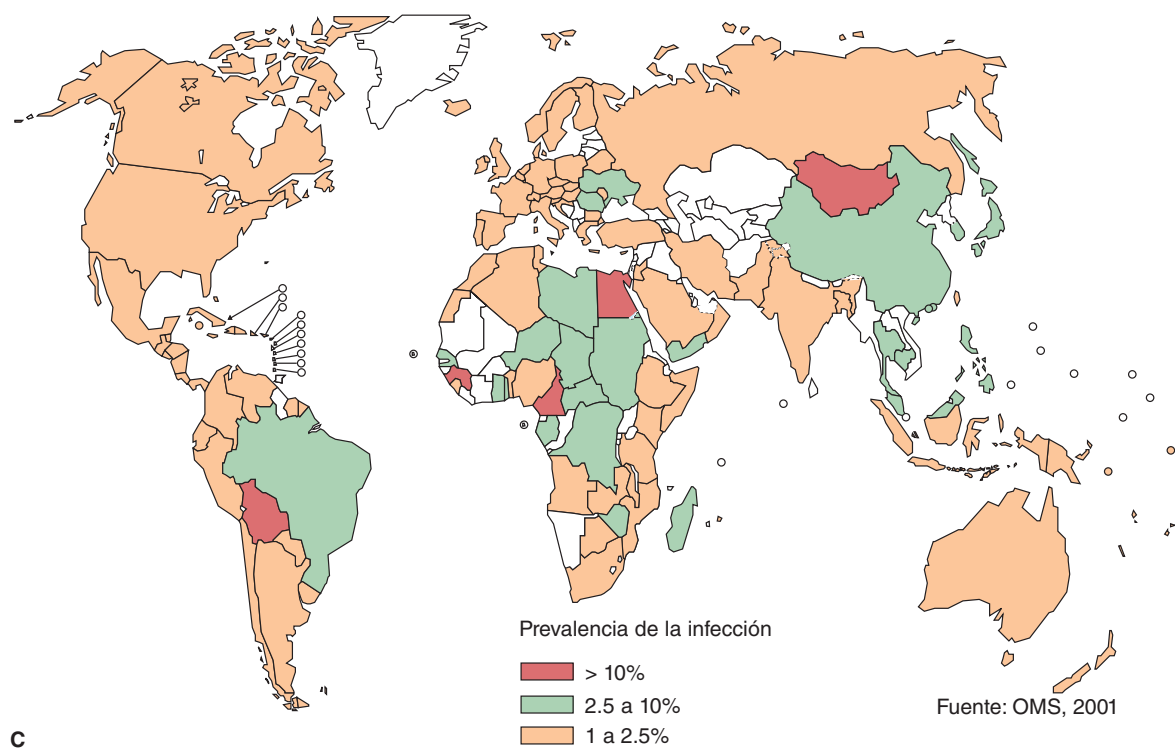 Prevalencia de la infección
> 10%
2.5 a 10%
1 a 2.5%
Fuente: OMS, 2001
C